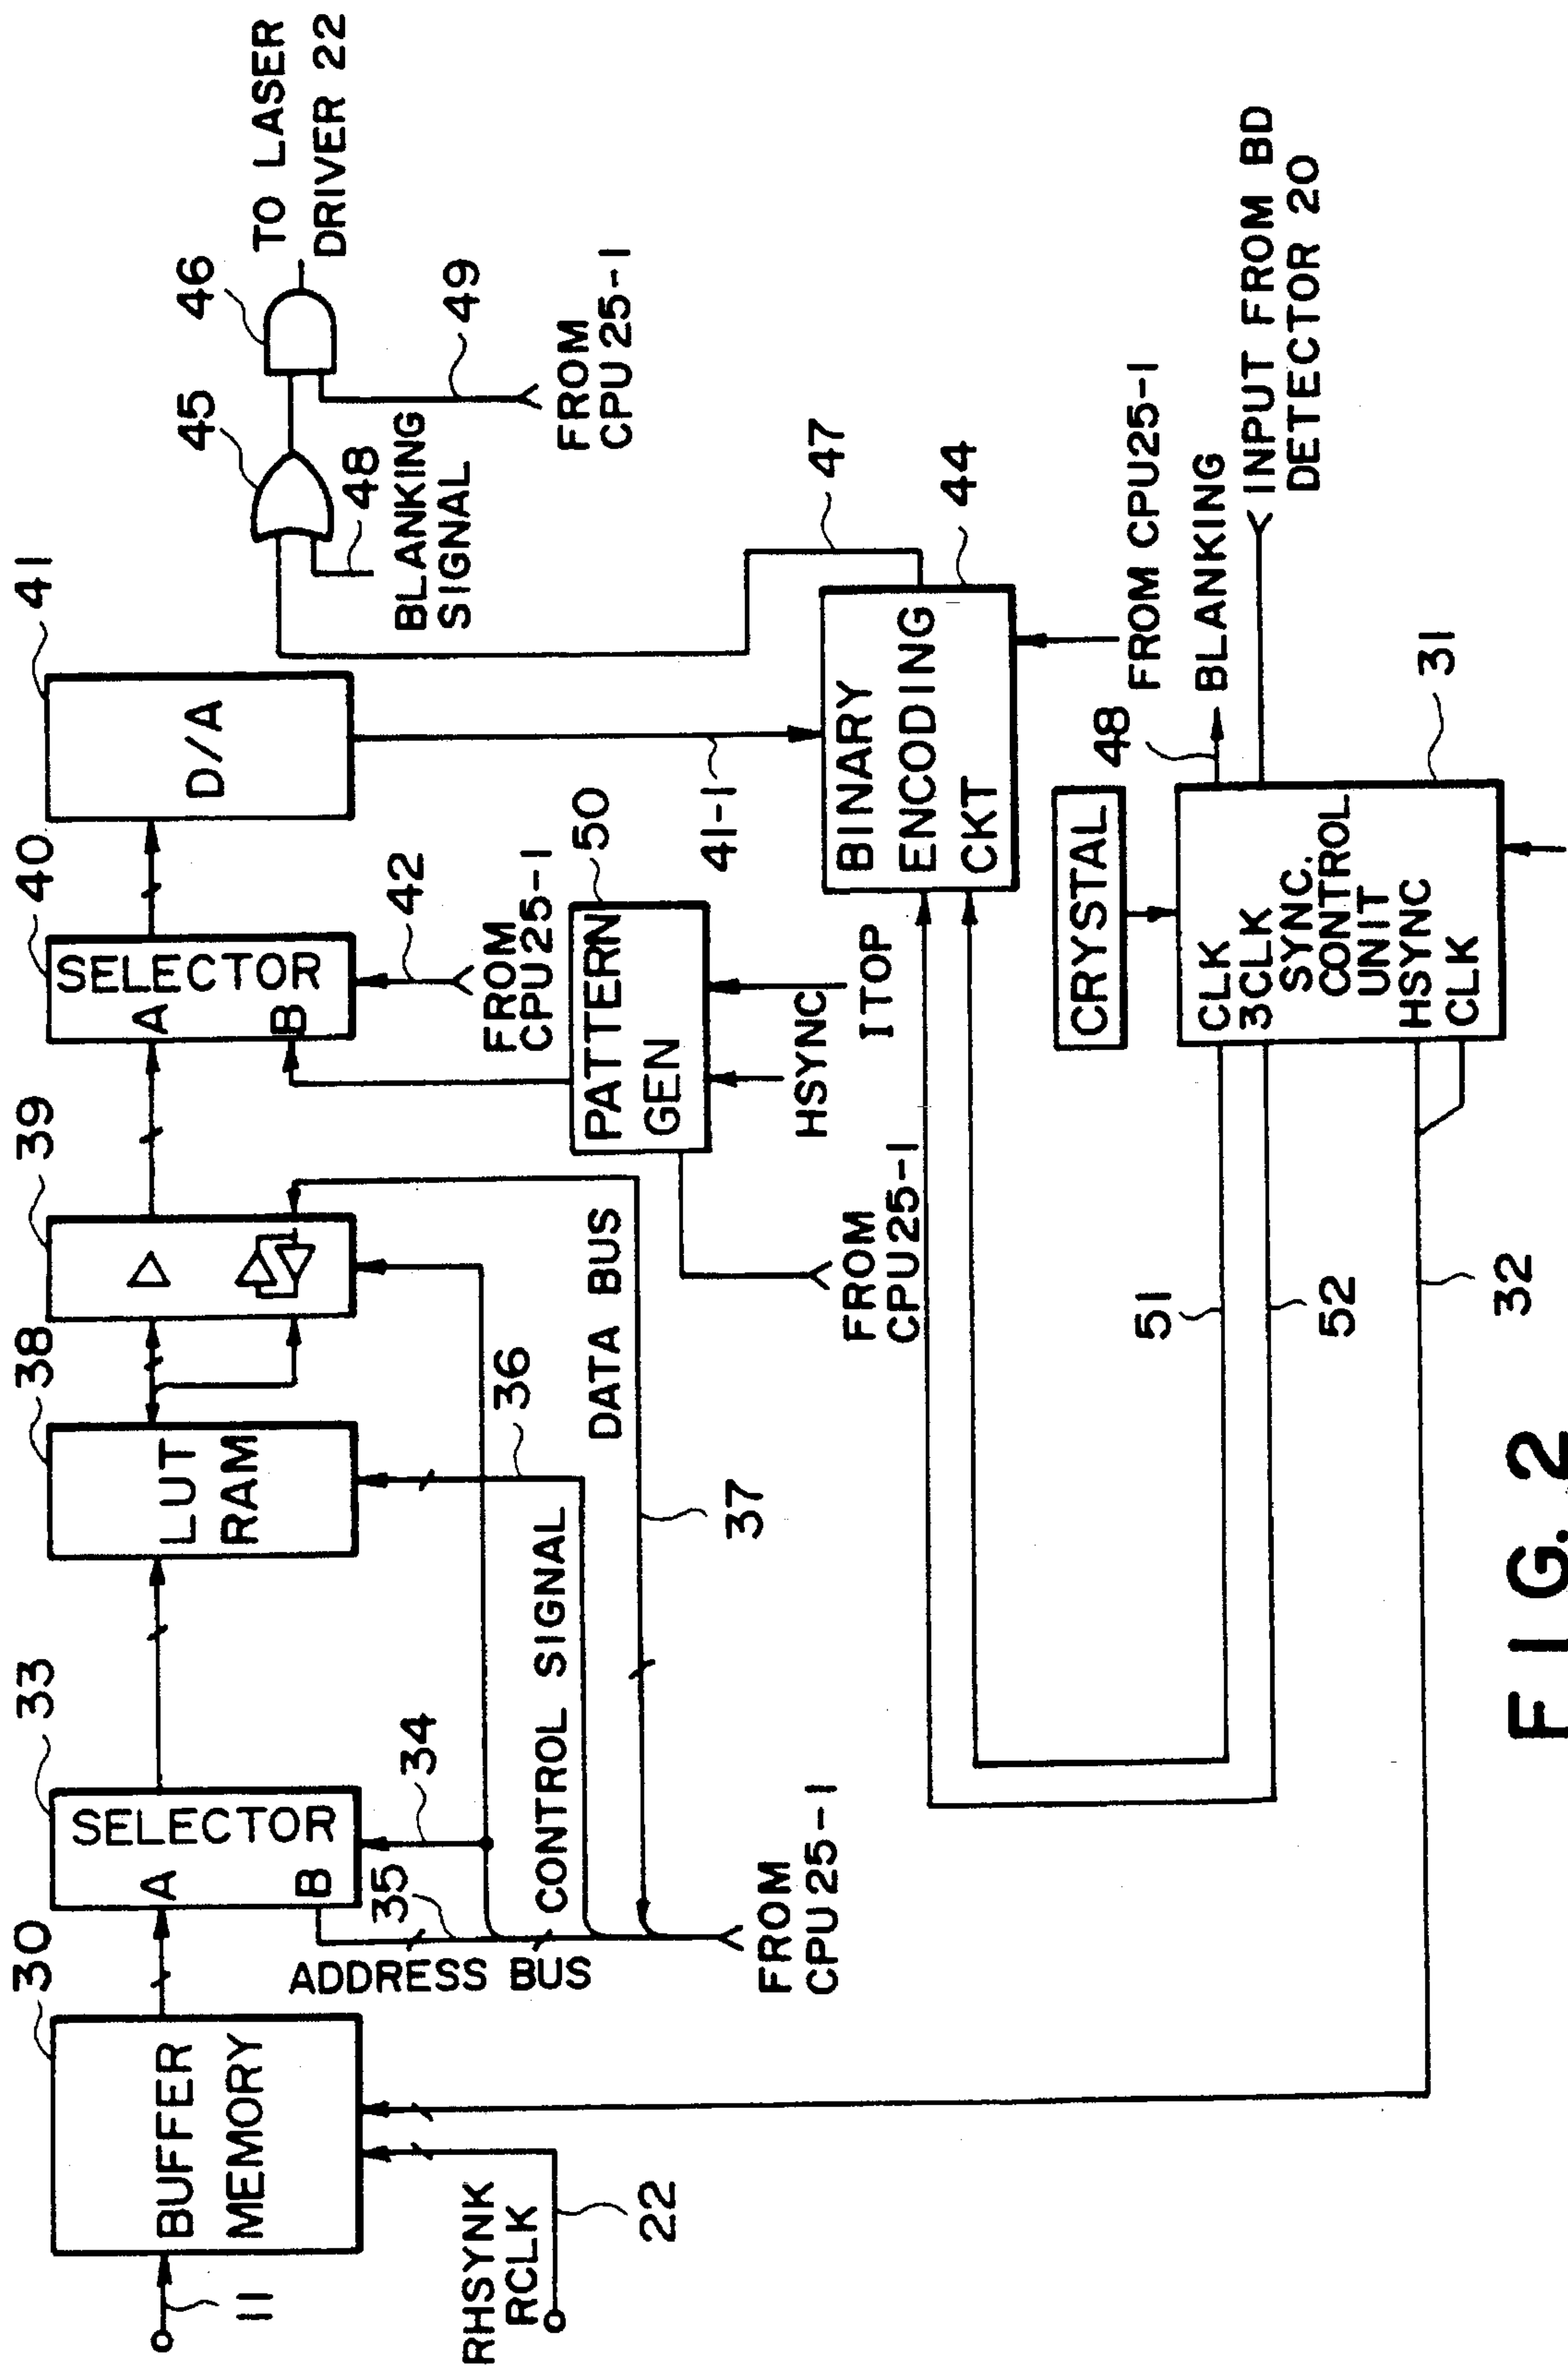 30
33
38
39
40
41
BUFFER
MEMORY
SELECTOR
A
B
LUT
RAM
SELECTOR
A
B
D/A
11
RHSYNK
RCLK
22
34
35
ADDRESS BUS
CONTROL SIGNAL
36
DATA BUS
37
FROM
CPU 25-1
42
FROM
CPU 25-1
50
PATTERN
GEN
HSYNC
ITOP
FROM
CPU 25-1
41-1
45
46
TO LASER
DRIVER 22
48
BLANKING
SIGNAL
49
FROM
CPU 25-1
47
44
BINARY
ENCODING
CKT
FROM CPU25-1
CRYSTAL
48
BLANKING
INPUT FROM BD
DETECTOR 20
31
CLK
3CLK
SYNC.
CONTROL
UNIT
HSYNC
CLK
51
52
32
FIG. 2